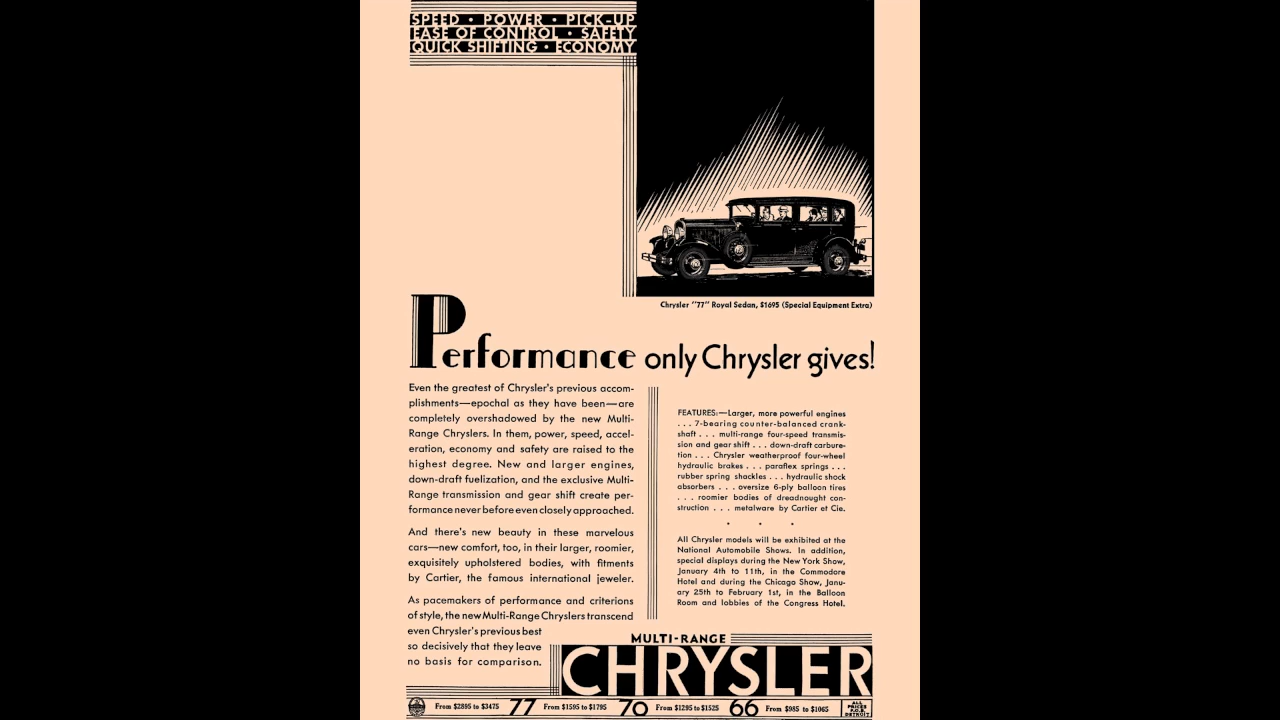 SPEED • POWER • PICK-UP
EASE OF CONTROL • SAFETY
QUICK SHIFTING • ECONOMY
Chrysler "77" Royal Sedan, $1695 (Special Equipment Extra)
Performance only Chrysler gives!
Even the greatest of Chrysler's previous accom-
plishments—epochal as they have been—are
completely overshadowed by the new Multi-
Range Chryslers. In them, power, speed, accel-
eration, economy and safety are raised to the
highest degree. New and larger engines,
down-draft fuelization, and the exclusive Multi-
Range transmission and gear shift create per-
formance never before even closely approached.
And there's new beauty in these marvelous
cars—new comfort, too, in their larger, roomier,
exquisitely upholstered bodies, with fitments
by Cartier, the famous international jeweler.
As pacemakers of performance and criterions
of style, the new Multi-Range Chryslers transcend
even Chrysler's previous best
so decisively that they leave
no basis for comparison.
FEATURES:—Larger, more powerful engines
. . . 7-bearing counter-balanced crank-
shaft . . . multi-range four-speed transmis-
sion and gear shift . . . down-draft carbure-
tion . . . Chrysler weatherproof four-wheel
hydraulic brakes . . . paraflex springs . . .
rubber spring shackles . . . hydraulic shock
absorbers . . . oversize 6-ply balloon tires
. . . roomier bodies of dreadnought con-
struction . . . metalware by Cartier et Cie.
• • •
All Chrysler models will be exhibited at the
National Automobile Shows. In addition,
special displays during the New York Show,
January 4th to 11th, in the Commodore
Hotel and during the Chicago Show, Janu-
ary 25th to February 1st, in the Balloon
Room and lobbies of the Congress Hotel.
MULTI-RANGE
CHRYSLER
From $2895 to $3475 77 From $1595 to $1795 70 From $1295 to $1525 66 From $985 to $1065
ALL
PRICES
F.O.B.
DETROIT